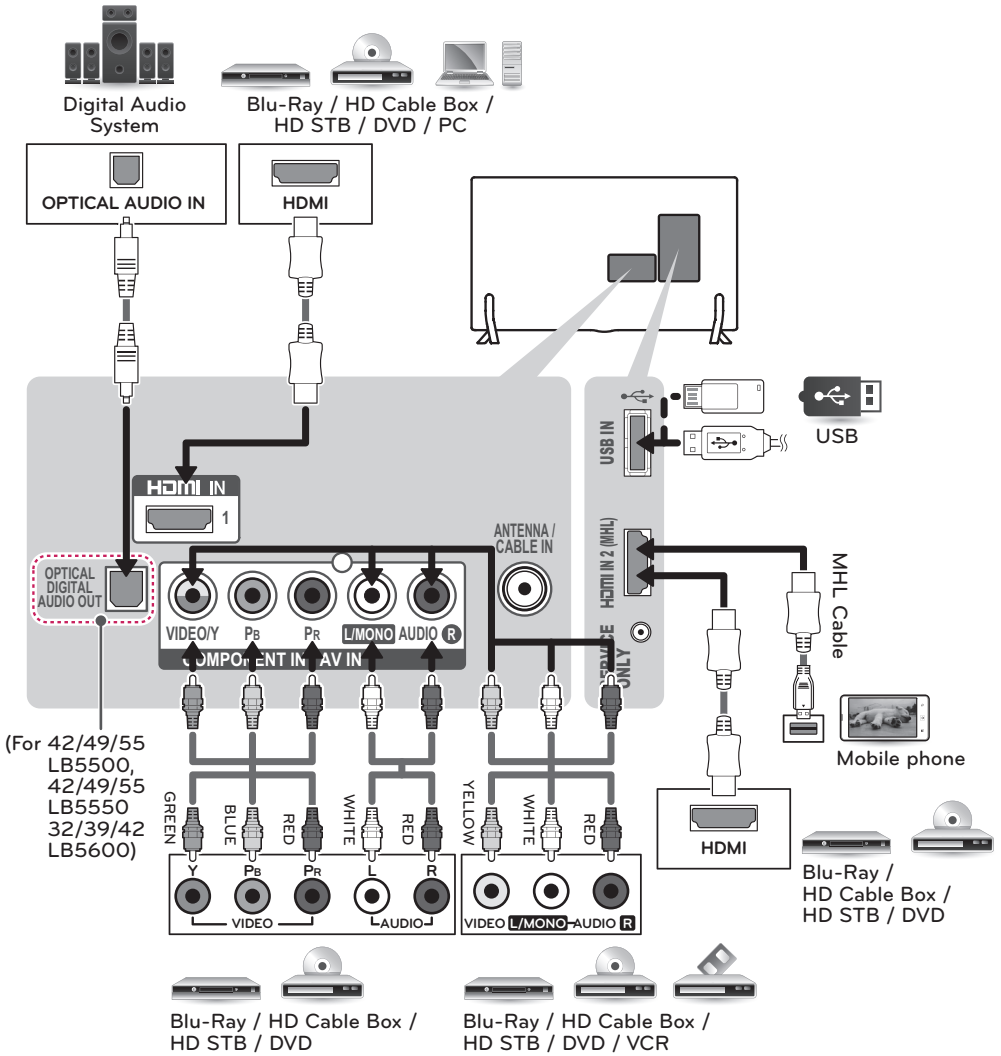 Digital Audio
System
Blu-Ray / HD Cable Box /
HD STB / DVD / PC
OPTICAL AUDIO IN
HDMI
USB IN
USB
HDMI IN
1
ANTENNA /
CABLE IN
HDMI IN 2 (MHL)
OPTICAL
DIGITAL
AUDIO OUT
VIDEO/Y
PB
PR
L/MONO AUDIO R
COMPONENT IN / AV IN
SERVICE
ONLY
MHL Cable
Mobile phone
(For 42/49/55
LB5500,
42/49/55
LB5550
32/39/42
LB5600)
GREEN
BLUE
RED
WHITE
RED
YELLOW
WHITE
RED
Y
PB
PR
L
R
VIDEO
AUDIO
VIDEO L/MONO AUDIO R
HDMI
Blu-Ray /
HD Cable Box /
HD STB / DVD
Blu-Ray / HD Cable Box /
HD STB / DVD
Blu-Ray / HD Cable Box /
HD STB / DVD / VCR